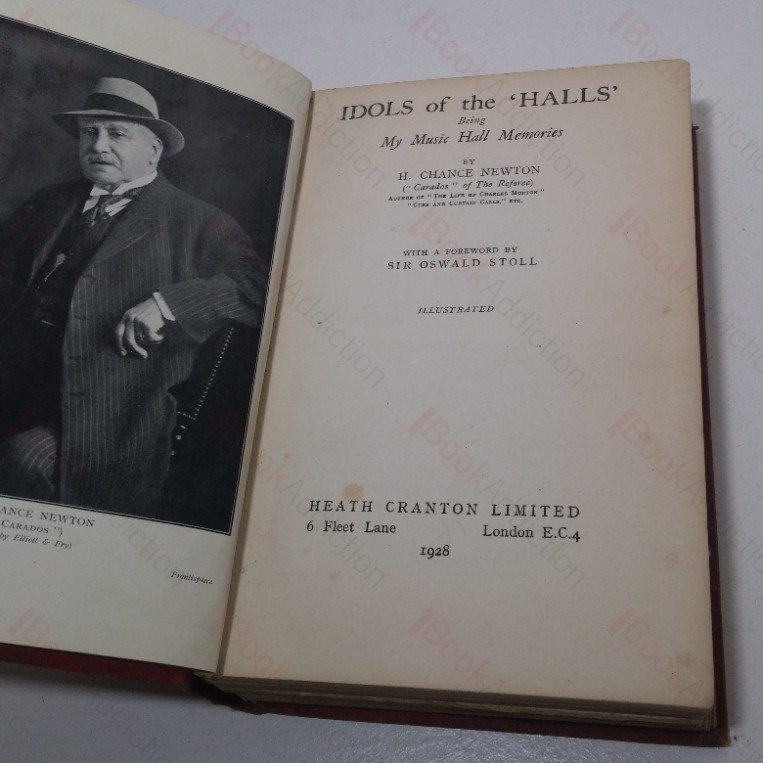 ANCE NEWTON
CARADOS")
by Elliott & Fry]
Frontispiece
IDOLS of the 'HALLS'
Being
My Music Hall Memories
BY
H. CHANCE NEWTON
("Carados" of The Referee)
AUTHOR OF "THE LIFE OF CHARLES MORTON"
"CUES AND CURTAIN CALLS," ETC.
WITH A FOREWORD BY
SIR OSWALD STOLL
ILLUSTRATED
HEATH CRANTON LIMITED
6 Fleet Lane London E.C.4
1928
BookAddiction